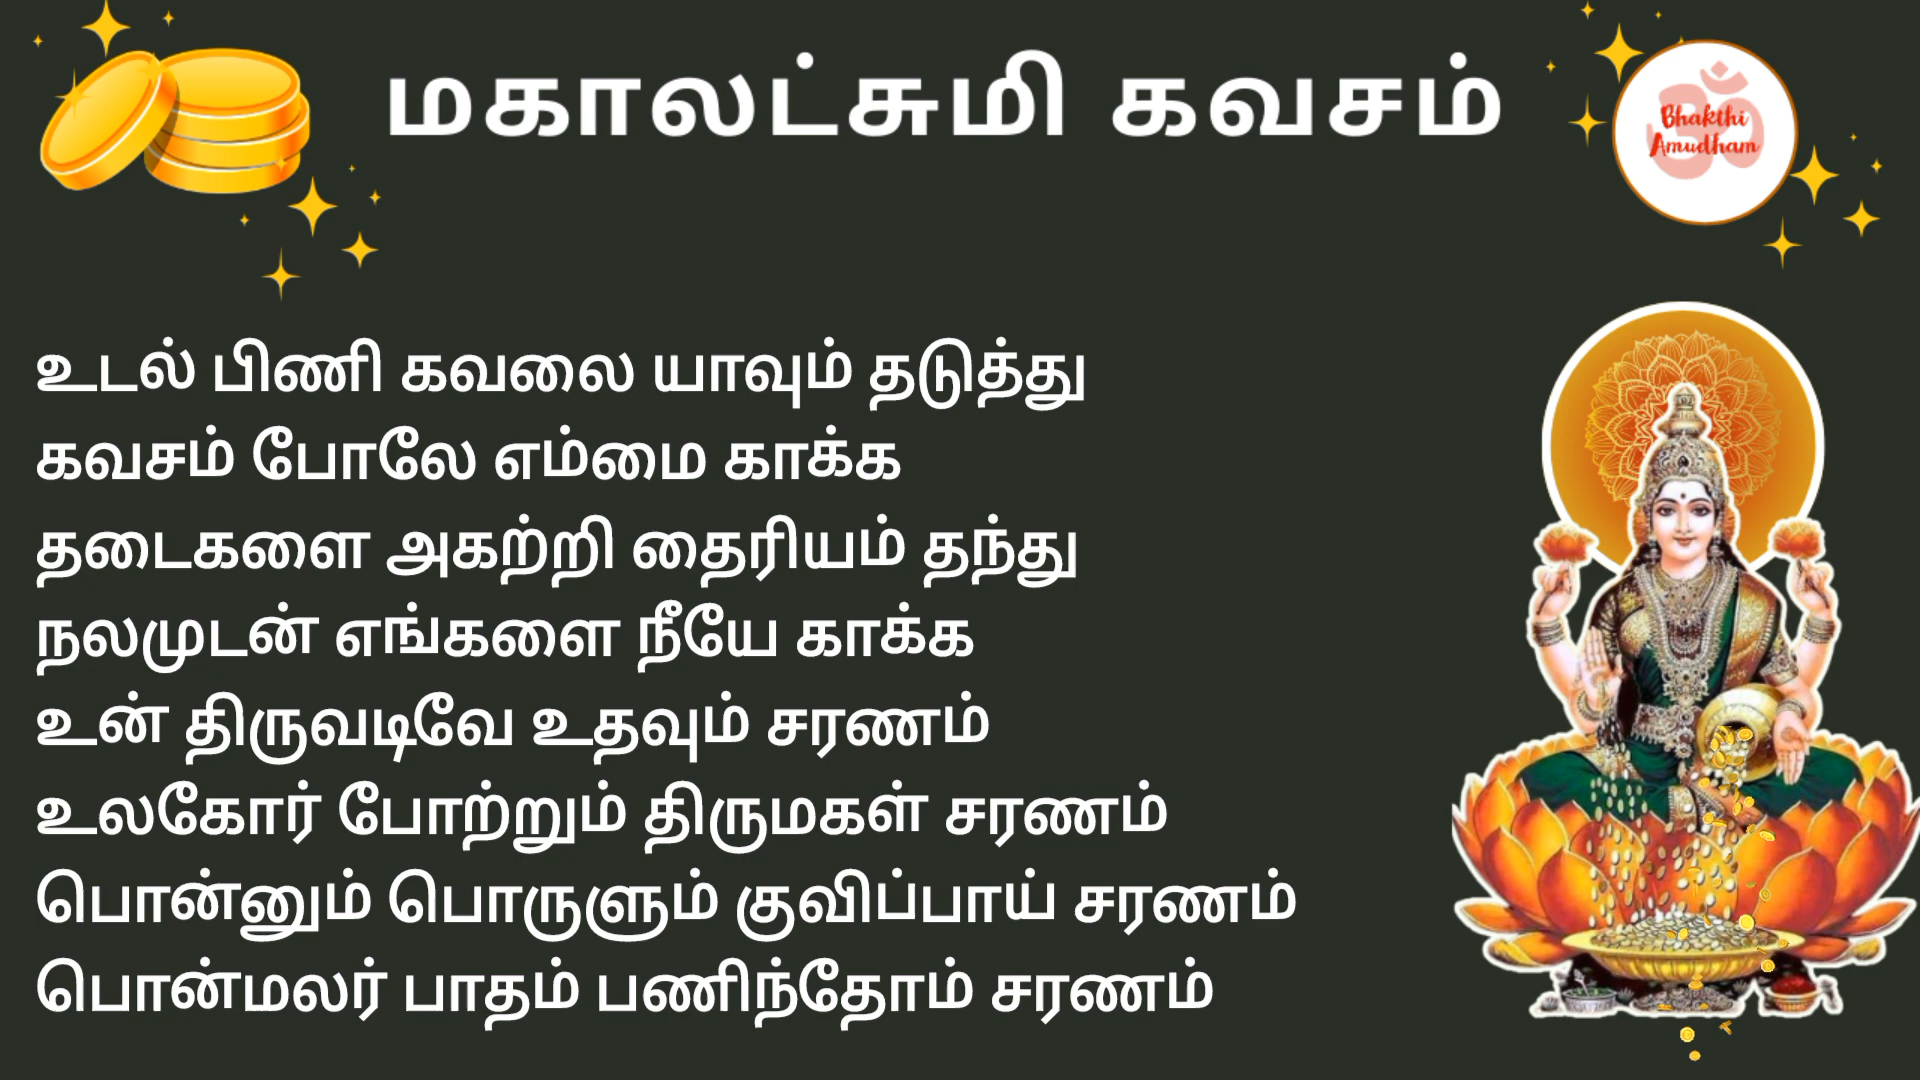 மகாலட்சுமி கவசம்
Bhakthi
Amudham
உடல் பிணி கவலை யாவும் தடுத்து
கவசம் போலே எம்மை காக்க
தடைகளை அகற்றி தைரியம் தந்து
நலமுடன் எங்களை நீயே காக்க
உன் திருவடிவே உதவும் சரணம்
உலகோர் போற்றும் திருமகள் சரணம்
பொன்னும் பொருளும் குவிப்பாய் சரணம்
பொன்மலர் பாதம் பணிந்தோம் சரணம்